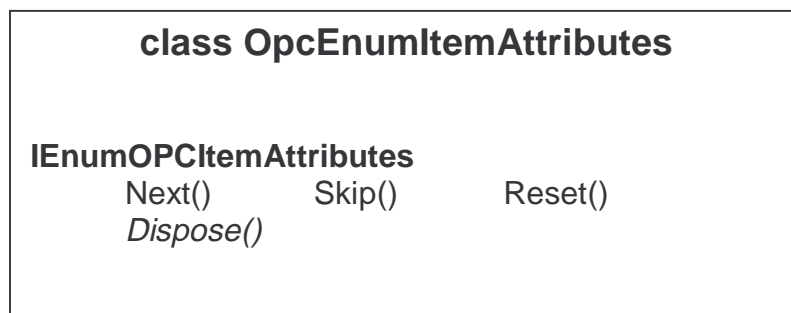 class OpcEnumItemAttributes
IEnumOPCItemAttributes
Next() Skip() Reset()
Dispose()